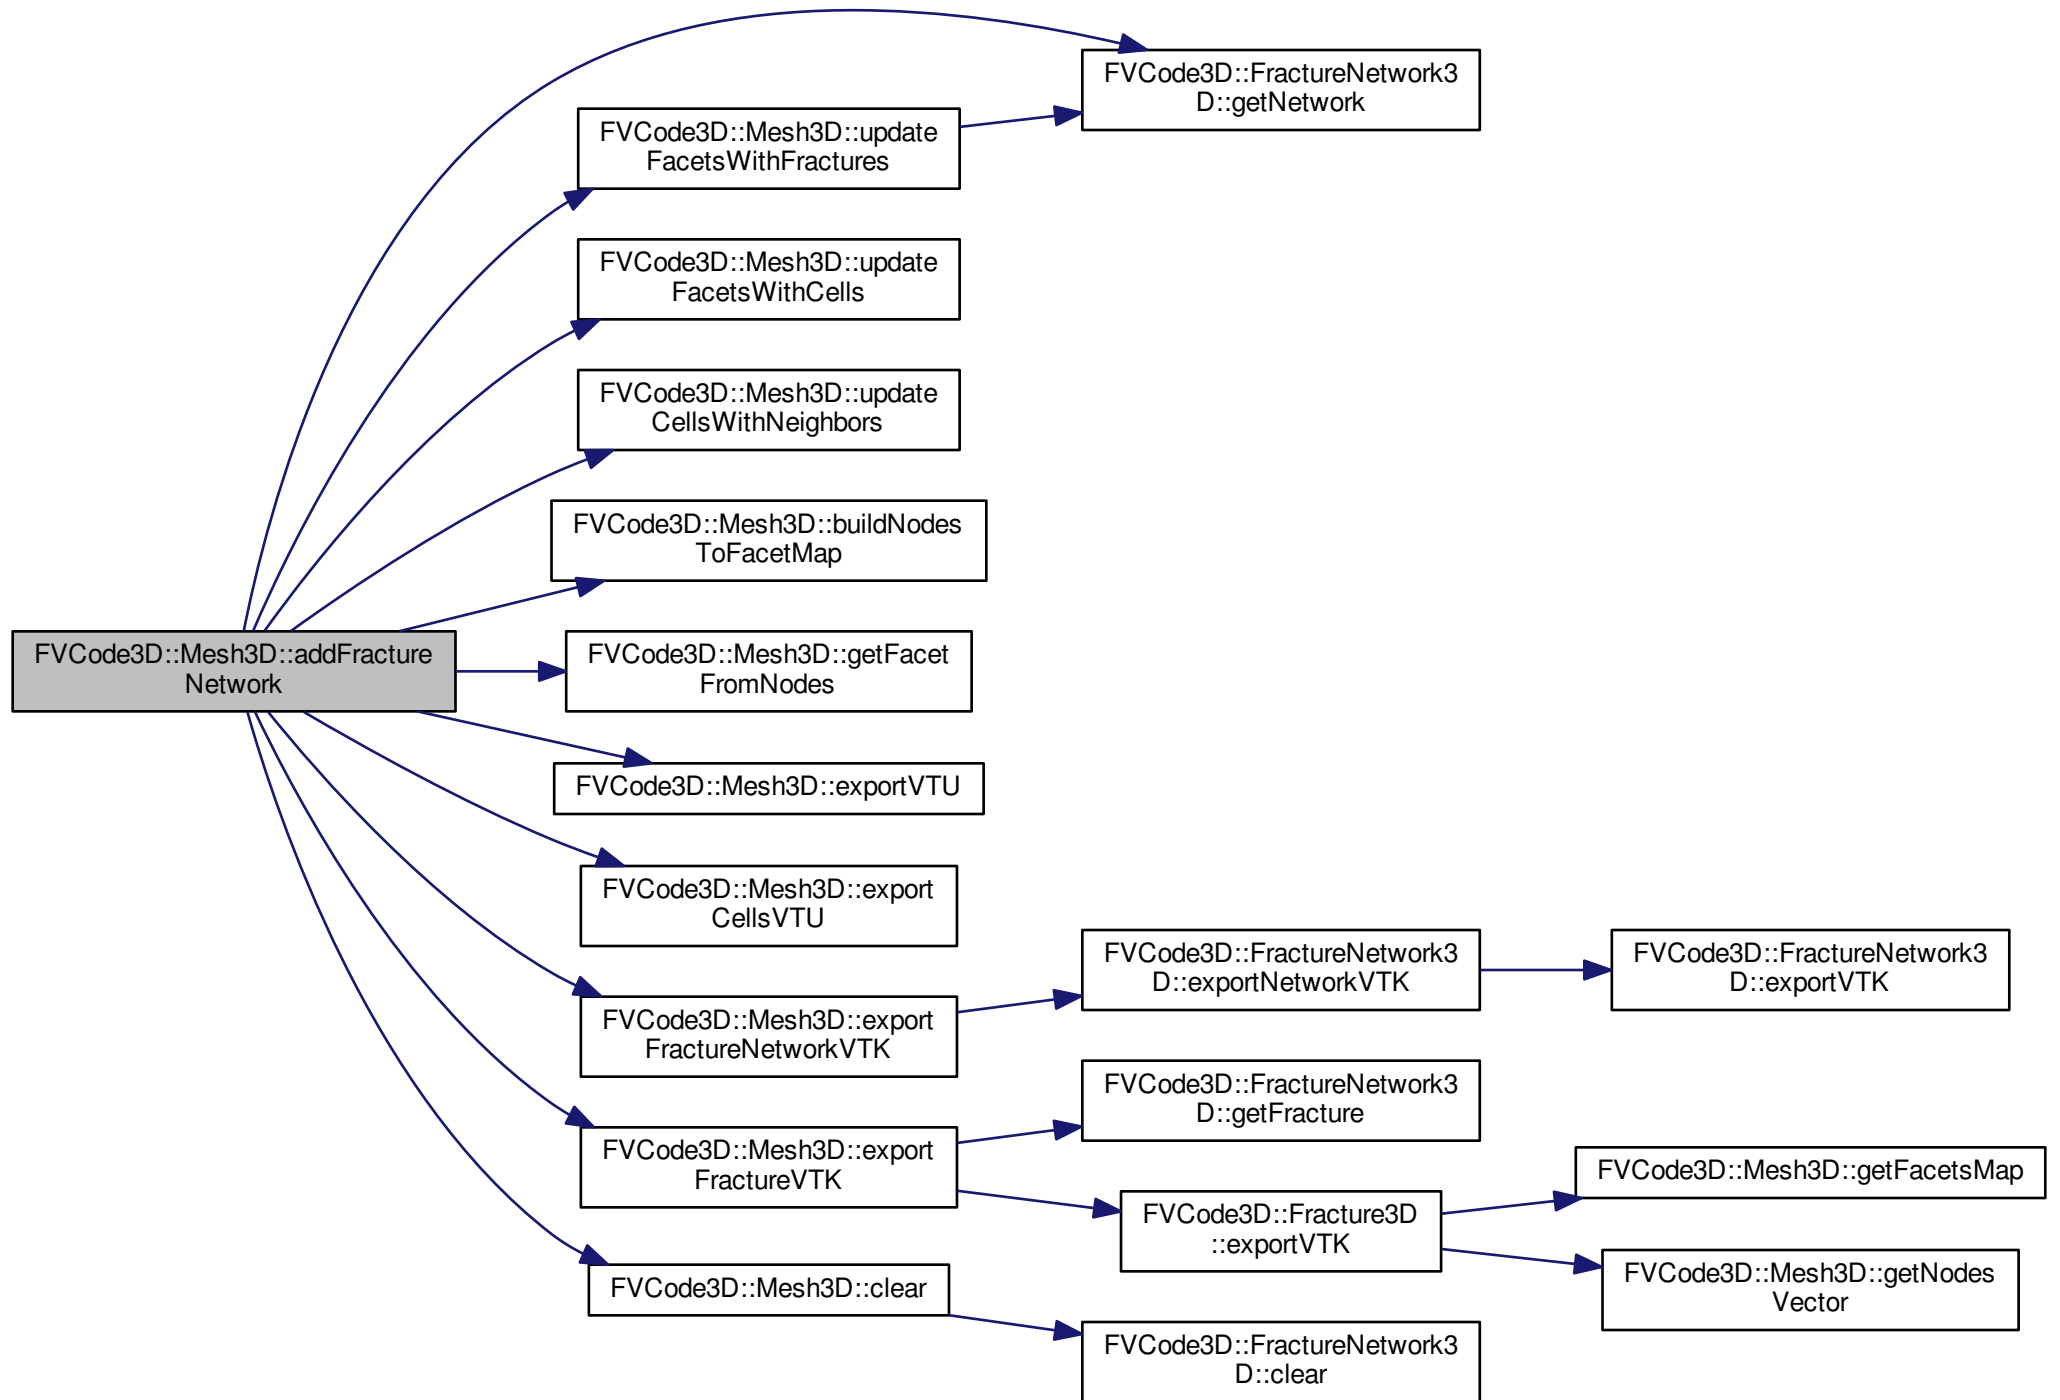 FVCode3D::FractureNetwork3
D::getNetwork
FVCode3D::Mesh3D::update
FacetsWithFractures
FVCode3D::Mesh3D::update
FacetsWithCells
FVCode3D::Mesh3D::update
CellsWithNeighbors
FVCode3D::Mesh3D::buildNodes
ToFacetMap
FVCode3D::Mesh3D::addFracture
Network
FVCode3D::Mesh3D::getFacet
FromNodes
FVCode3D::Mesh3D::exportVTU
FVCode3D::Mesh3D::export
CellsVTU
FVCode3D::FractureNetwork3
D::exportNetworkVTK
FVCode3D::FractureNetwork3
D::exportVTK
FVCode3D::Mesh3D::export
FractureNetworkVTK
FVCode3D::FractureNetwork3
D::getFracture
FVCode3D::Mesh3D::export
FractureVTK
FVCode3D::Mesh3D::getFacetsMap
FVCode3D::Fracture3D
::exportVTK
FVCode3D::Mesh3D::getNodes
Vector
FVCode3D::Mesh3D::clear
FVCode3D::FractureNetwork3
D::clear